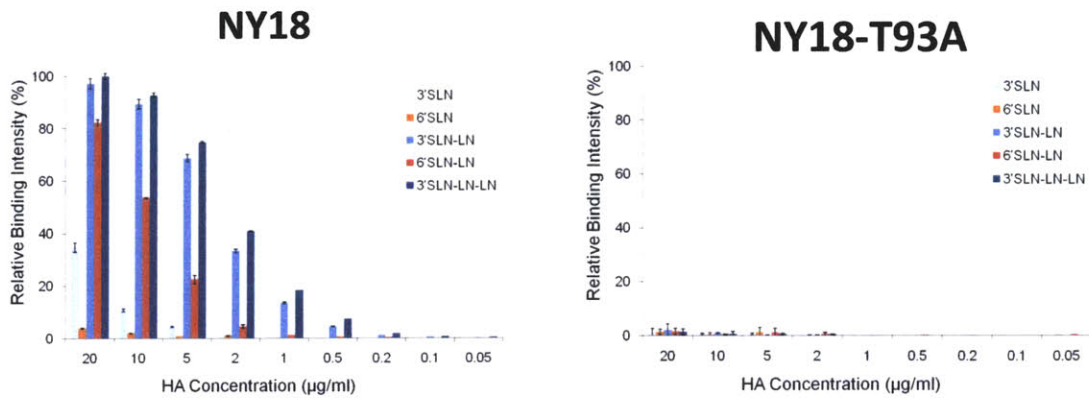 NY18
Relative Binding Intensity (%)
100
80
60
40
20
0
3'SLN
6'SLN
3'SLN-LN
6'SLN-LN
3'SLN-LN-LN
20 10 5 2 1 0.5 0.2 0.1 0.05
HA Concentration (µg/ml)
NY18-T93A
Relative Binding Intensity (%)
100
80
60
40
20
0
3'SLN
6'SLN
3'SLN-LN
6'SLN-LN
3'SLN-LN-LN
20 10 5 2 1 0.5 0.2 0.1 0.05
HA Concentration (µg/ml)